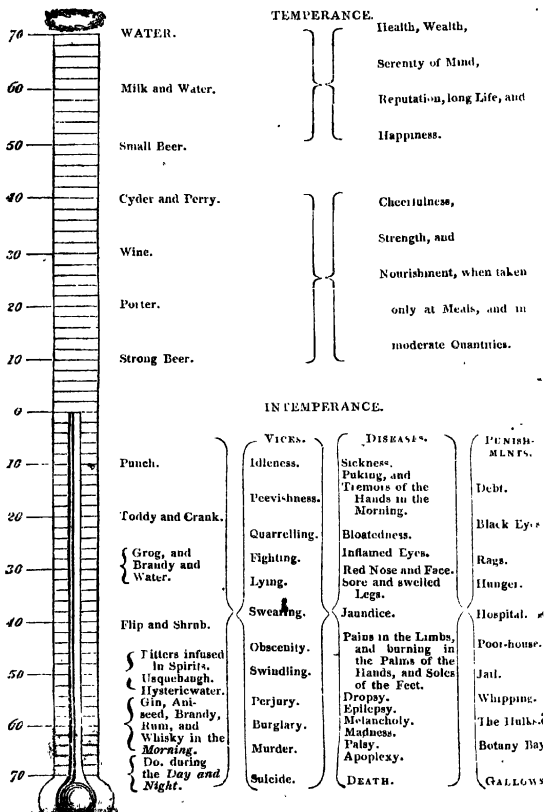 TEMPERANCE.
70 WATER.
60 Milk and Water.
50 Small Beer.
Health, Wealth,
Serenity of Mind,
Reputation, long Life, and
Happiness.
40 Cyder and Perry.
30 Wine.
20 Porter.
10 Strong Beer.
0
Cheerfulness,
Strength, and
Nourishment, when taken
only at Meals, and in
moderate Quantities.
INTEMPERANCE.
10 Punch.
20 Toddy and Crank.
Grog, and
Brandy and
Water.
30
40 Flip and Shrub.
Bitters infused
in Spirits.
Usquebaugh.
Hystericwater.
50
Gin, Ani-
seed, Brandy,
Rum, and
Whisky in the
Morning.
60
Do. during
the Day and
Night.
70
VICES.
Idleness.
Peevishness.
Quarrelling.
Fighting.
Lying.
Swearing.
Obscenity.
Swindling.
Perjury.
Burglary.
Murder.
Suicide.
DISEASES.
Sickness.
Puking, and
Tremors of the
Hands in the
Morning.
Bloatedness.
Inflamed Eyes.
Red Nose and Face.
Sore and swelled
Legs.
Jaundice.
Pains in the Limbs,
and burning in
the Palms of the
Hands, and Soles
of the Feet.
Dropsy.
Epilepsy.
Melancholy.
Madness.
Palsy.
Apoplexy.
DEATH.
PUNISH-
MENTS.
Debt.
Black Eyes
Rags.
Hunger.
Hospital.
Poor-house.
Jail.
Whipping.
The Hulks.
Botany Bay
GALLOWS